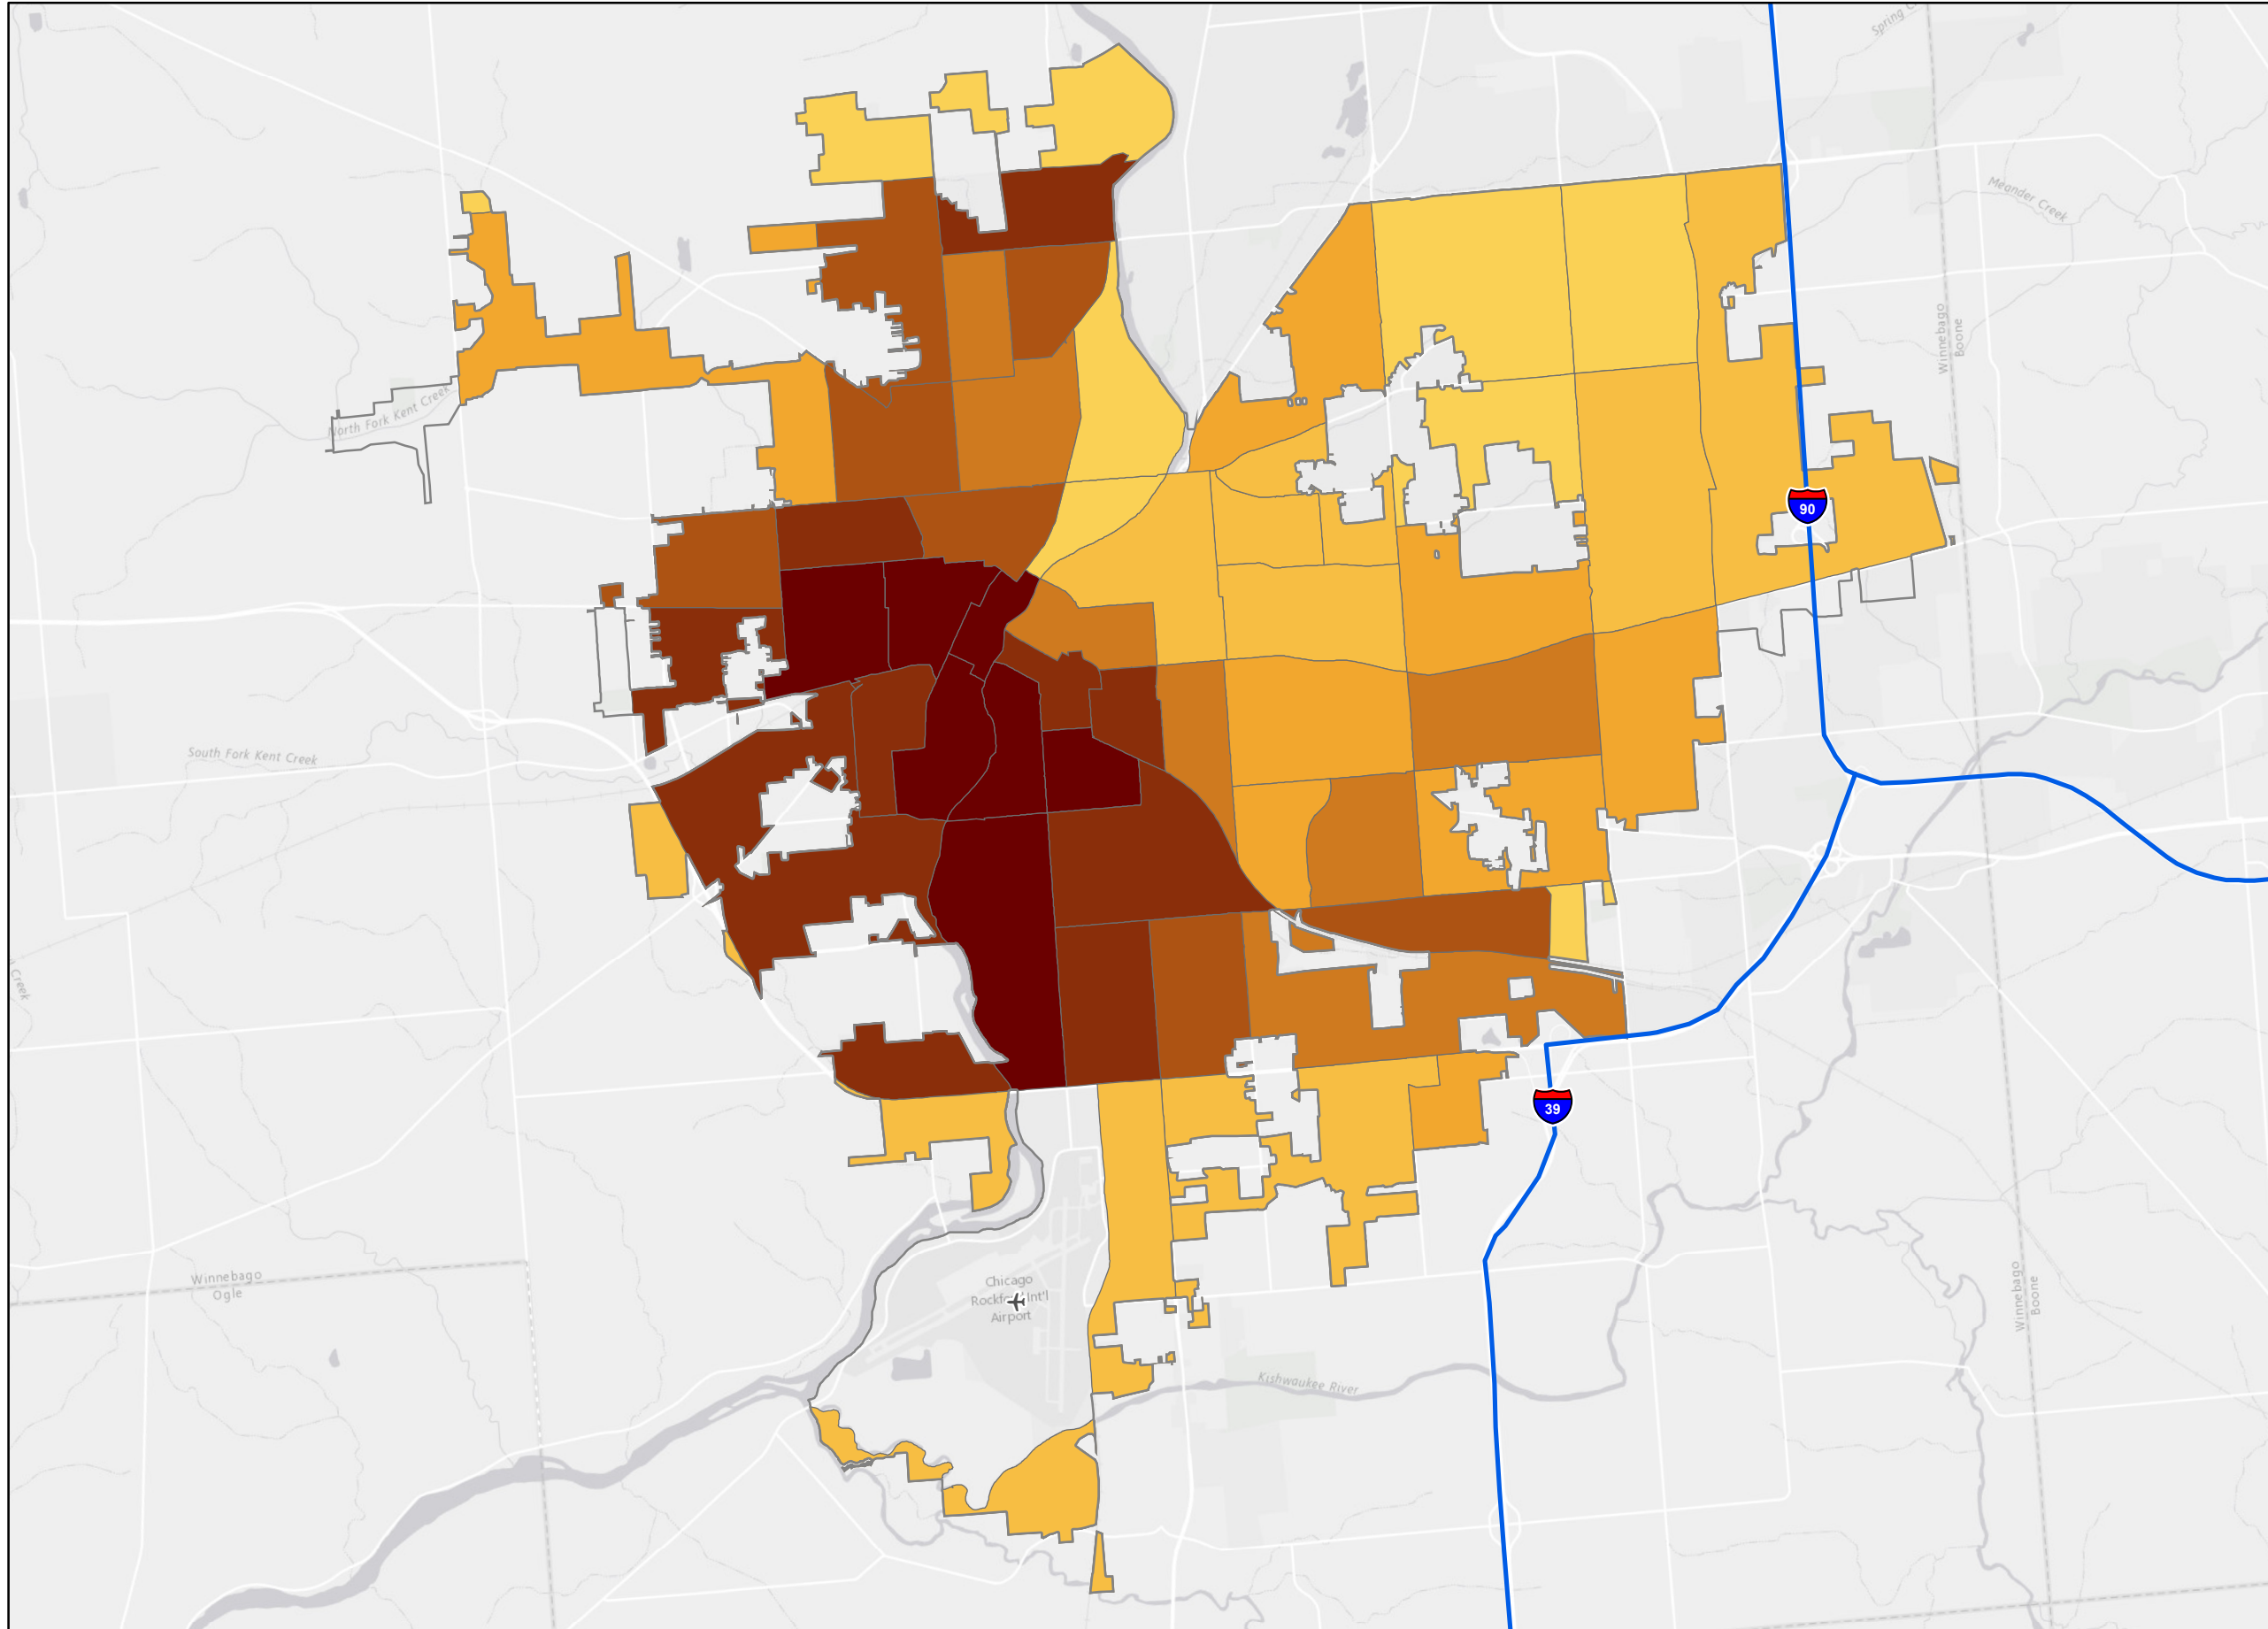 Spring C
Meander Creek
Winnebago
Boone
North Fork Kent Creek
90
South Fork Kent Creek
Creek
39
Winnebago
Ogle
Chicago
Rockford Int'l
Airport
Winnebago
Boone
Kishwaukee River